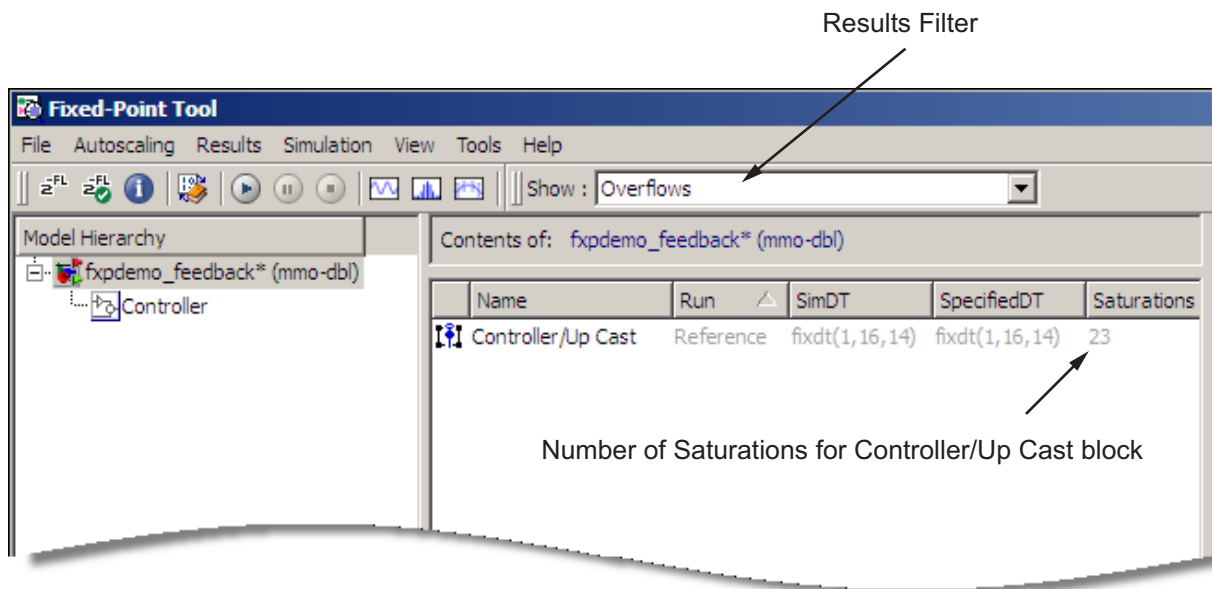 Results Filter
Fixed-Point Tool
File Autoscaling Results Simulation View Tools Help
Show : Overflows
Model Hierarchy
fxpdemo_feedback* (mmo-dbl)
Controller
Contents of: fxpdemo_feedback* (mmo-dbl)
Name Run SimDT SpecifiedDT Saturations
Controller/Up Cast Reference fixdt(1,16,14) fixdt(1,16,14) 23
Number of Saturations for Controller/Up Cast block